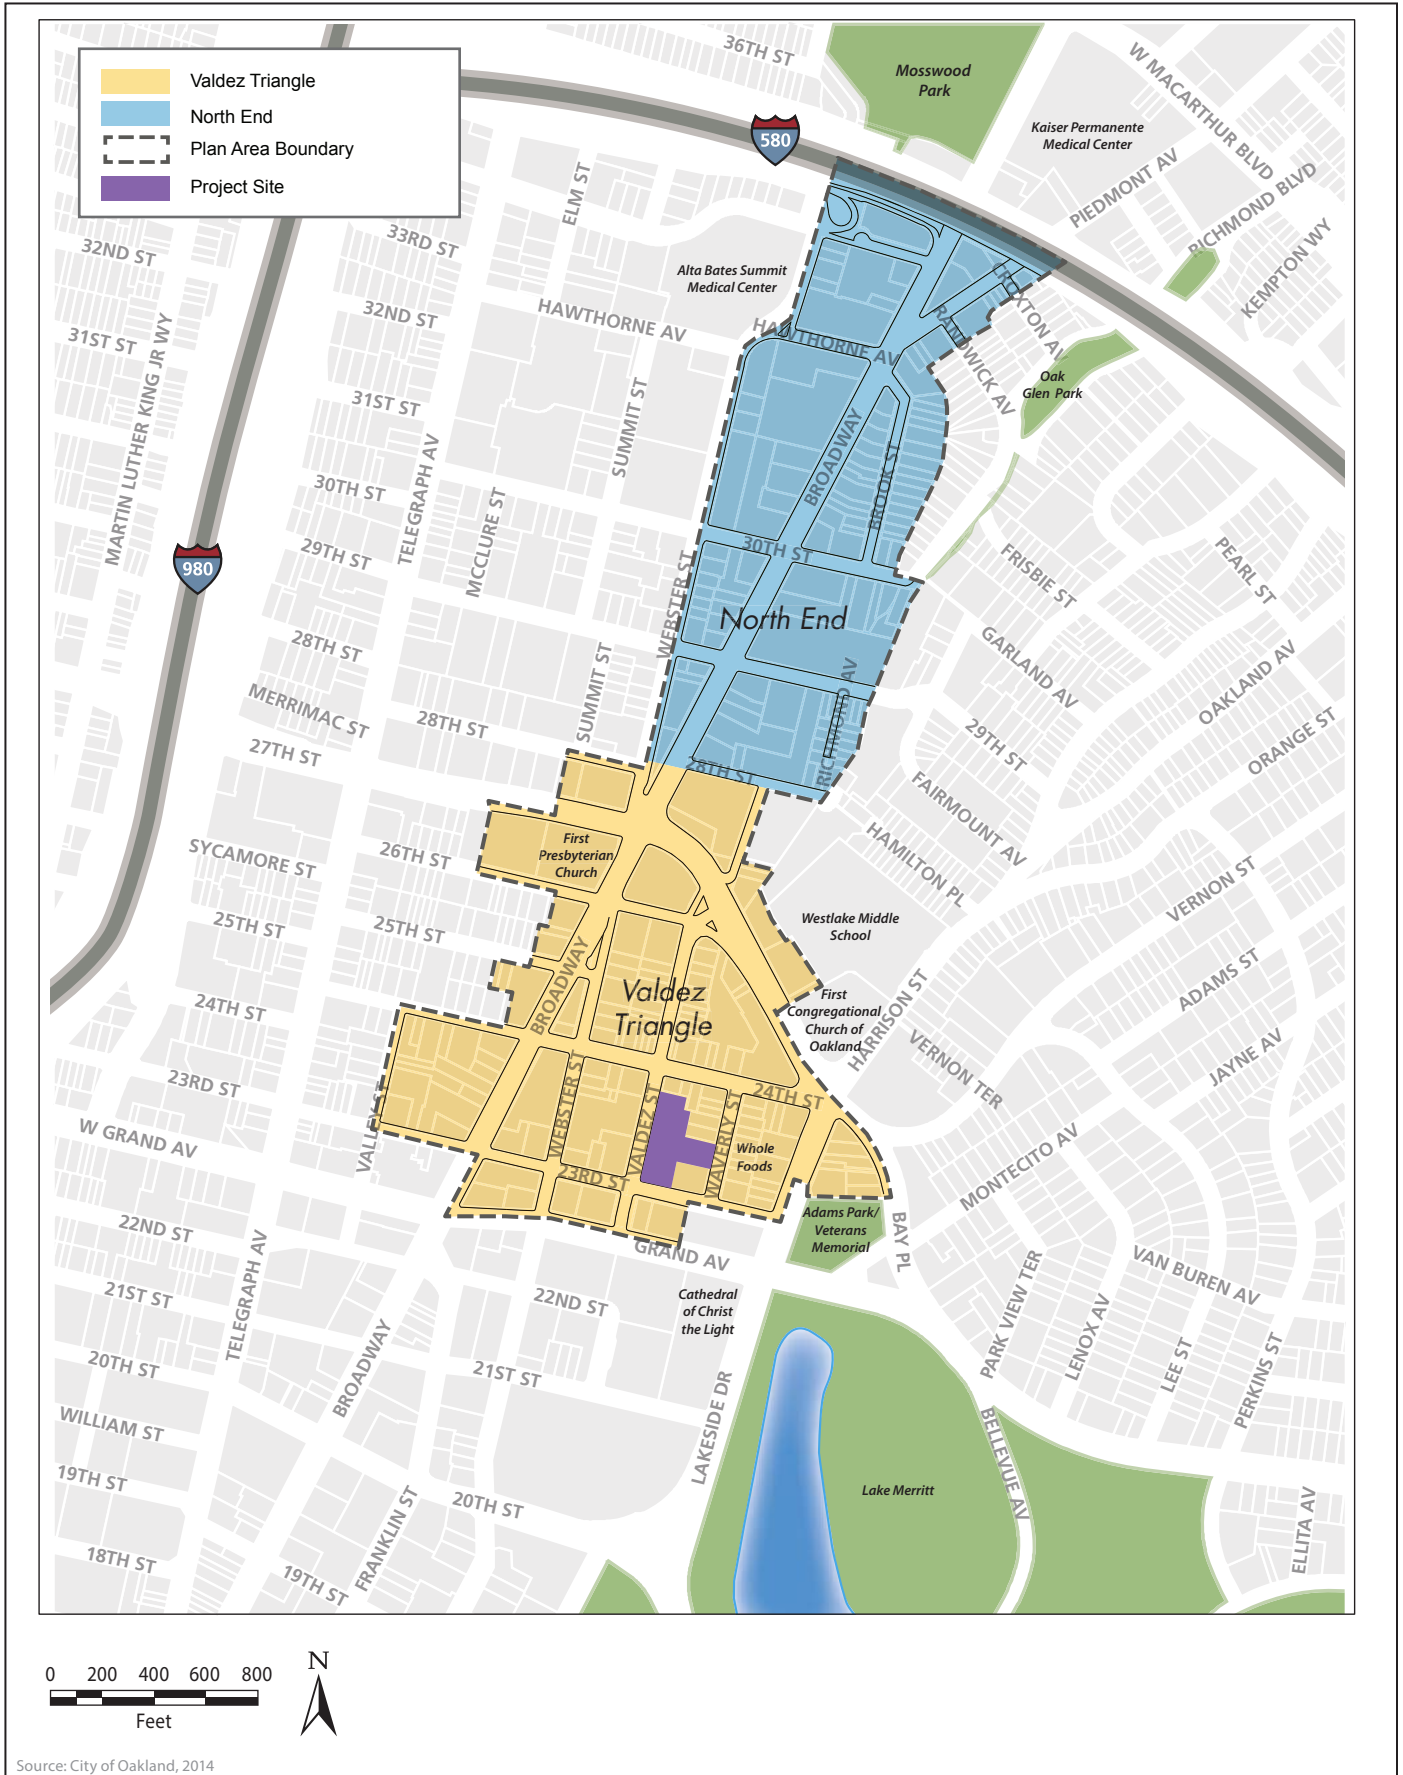 Valdez Triangle
North End
Plan Area Boundary
Project Site
36TH ST
Mosswood
Park
W MACARTHUR BLVD
Kaiser Permanente
Medical Center
PIEDMONT AV
RICHMOND BLVD
KEMPTON WY
580
ELM ST
33RD ST
32ND ST
32ND ST
Alta Bates Summit
Medical Center
CROXTON AV
HAWTHORNE AV
HAWTHORNE AV
RANDWICK AV
31ST ST
MARTIN LUTHER KING JR WY
Oak
Glen Park
31ST ST
SUMMIT ST
BROADWAY
BROOK ST
TELEGRAPH AV
30TH ST
MCCLURE ST
30TH ST
29TH ST
980
WEBSTER ST
FRISBIE ST
PEARL ST
North End
28TH ST
SUMMIT ST
GARLAND AV
OAKLAND AV
RICHMOND AV
MERRIMAC ST
28TH ST
29TH ST
ORANGE ST
27TH ST
28TH ST
FAIRMOUNT AV
First
Presbyterian
Church
SYCAMORE ST
26TH ST
HAMILTON PL
VERNON ST
25TH ST
25TH ST
Westlake Middle
School
BROADWAY
Valdez
Triangle
First
Congregational
Church of
Oakland
HARRISON ST
ADAMS ST
24TH ST
VERNON TER
JAYNE AV
23RD ST
VALLEY ST
WEBSTER ST
VALDEZ ST
WAVERLY ST
24TH ST
W GRAND AV
Whole
Foods
23RD ST
MONTECITO AV
22ND ST
Adams Park/
Veterans
Memorial
BAY PL
GRAND AV
VAN BUREN AV
TELEGRAPH AV
21ST ST
22ND ST
Cathedral
of Christ
the Light
PARK VIEW TER
LENOX AV
LEE ST
PERKINS ST
20TH ST
BROADWAY
21ST ST
LAKESIDE DR
WILLIAM ST
BELLEVUE AV
19TH ST
20TH ST
Lake Merritt
FRANKLIN ST
ELLITA AV
18TH ST
19TH ST
0 200 400 600 800
Feet
N
Source: City of Oakland, 2014